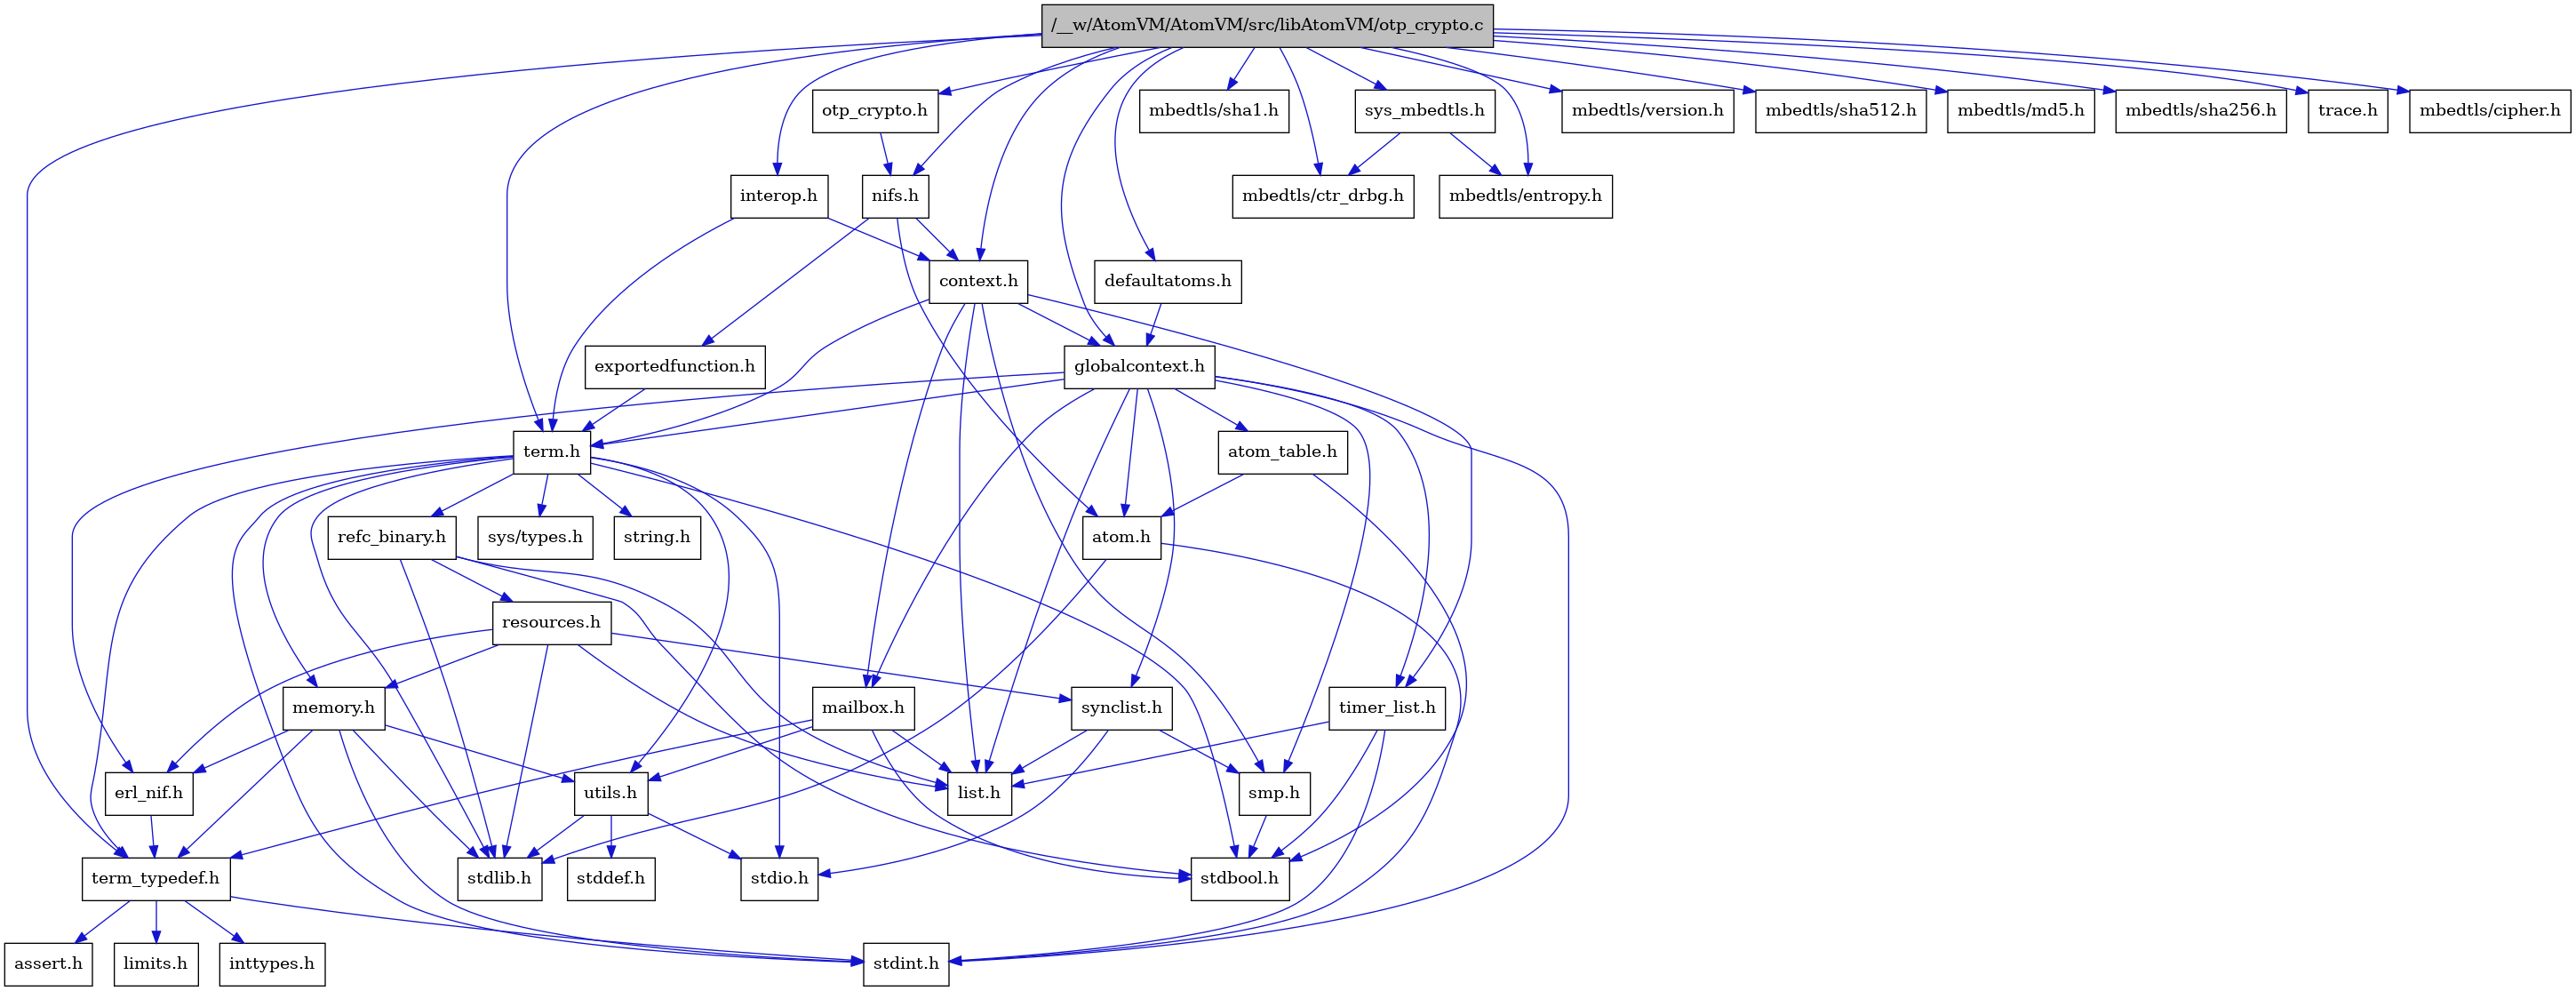 /__w/AtomVM/AtomVM/src/libAtomVM/otp_crypto.c
otp_crypto.h
mbedtls/sha1.h
sys_mbedtls.h
mbedtls/version.h
mbedtls/sha512.h
mbedtls/md5.h
mbedtls/sha256.h
trace.h
mbedtls/cipher.h
interop.h
nifs.h
mbedtls/ctr_drbg.h
mbedtls/entropy.h
context.h
defaultatoms.h
exportedfunction.h
globalcontext.h
term.h
atom_table.h
refc_binary.h
sys/types.h
string.h
atom.h
resources.h
memory.h
mailbox.h
synclist.h
timer_list.h
erl_nif.h
utils.h
list.h
smp.h
term_typedef.h
stdlib.h
stddef.h
stdio.h
stdbool.h
assert.h
limits.h
inttypes.h
stdint.h